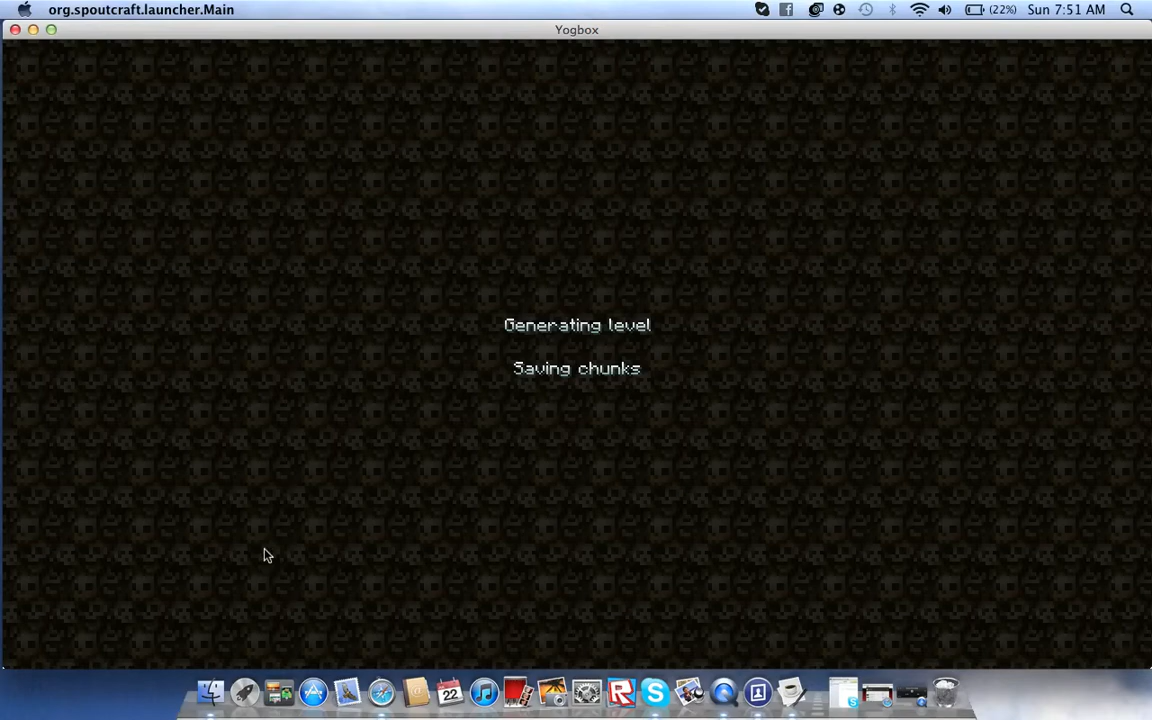 org.spoutcraft.launcher.Main
(22%)
Sun 7:51 AM
Yogbox
Generating level
Saving chunks
22